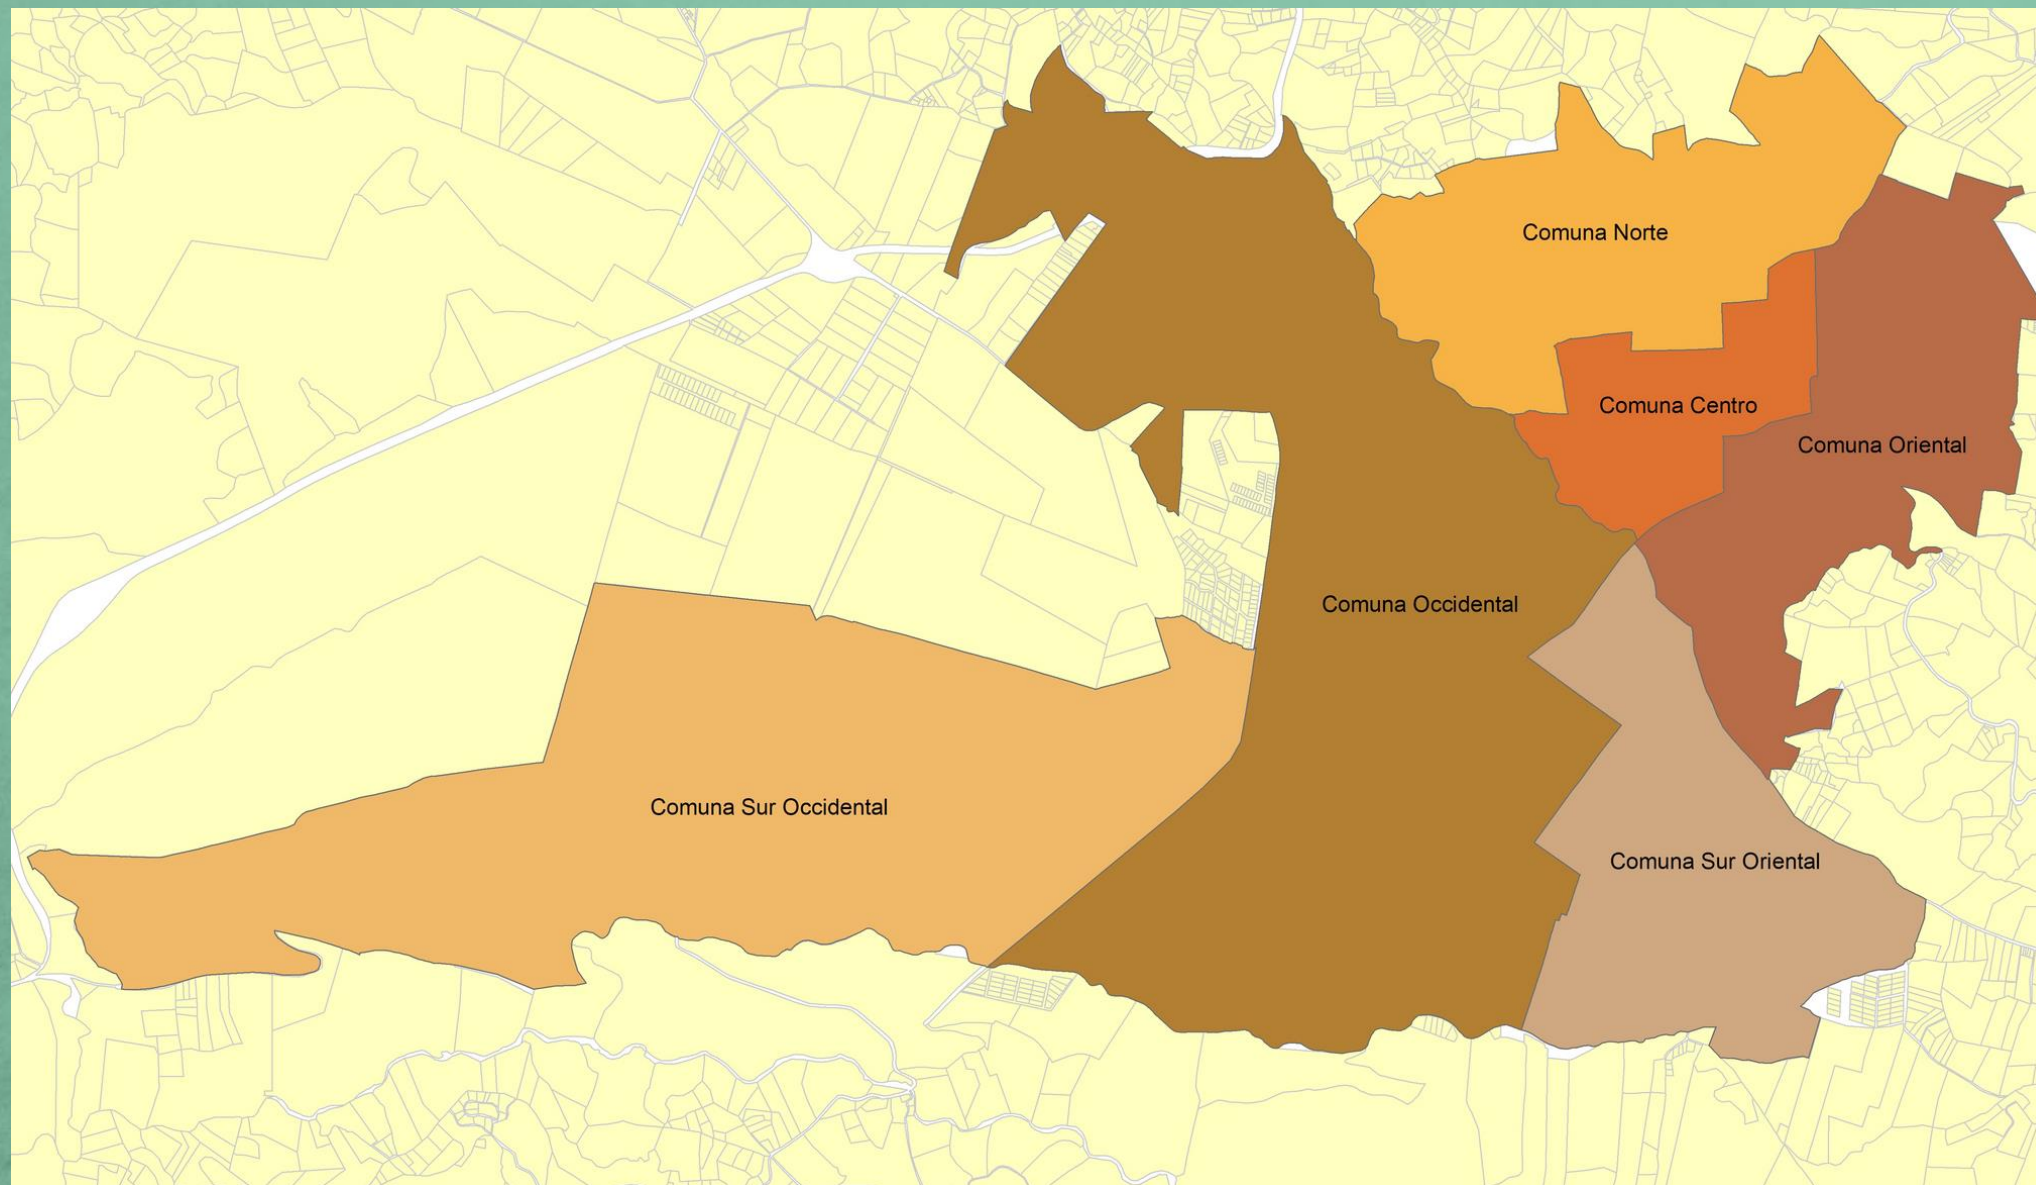 Comuna Norte
Comuna Centro
Comuna Oriental
Comuna Occidental
Comuna Sur Occidental
Comuna Sur Oriental